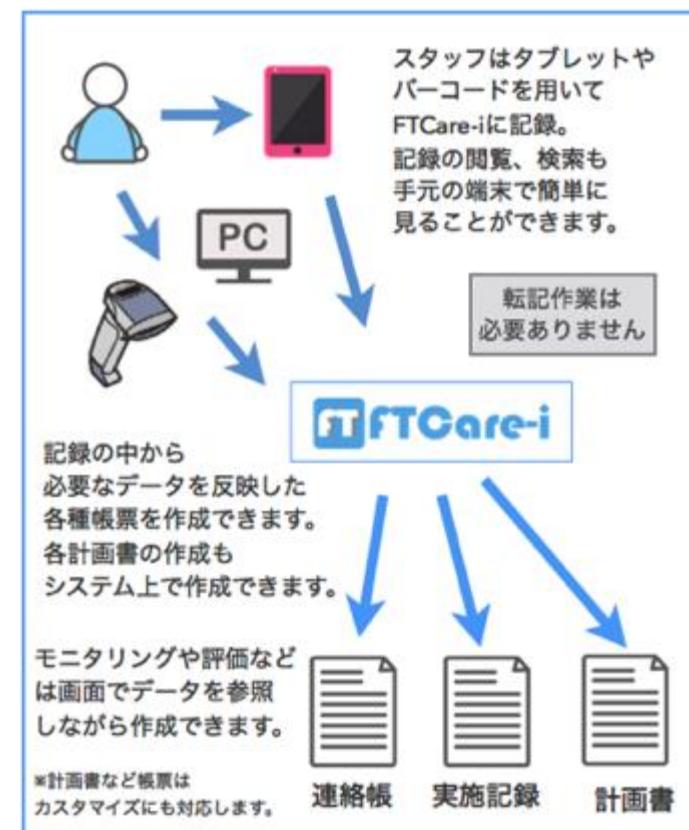 スタッフはタブレットや
バーコードを用いて
FTCare-iに記録。
記録の閲覧、検索も
手元の端末で簡単に
見ることができます。
PC
転記作業は
必要ありません
FT FTCare-i
記録の中から
必要なデータを反映した
各種帳票を作成できます。
各計画書の作成も
システム上で作成できます。
モニタリングや評価など
は画面でデータを参照
しながら作成できます。
※計画書など帳票は
カスタマイズにも対応します。
連絡帳
実施記録
計画書